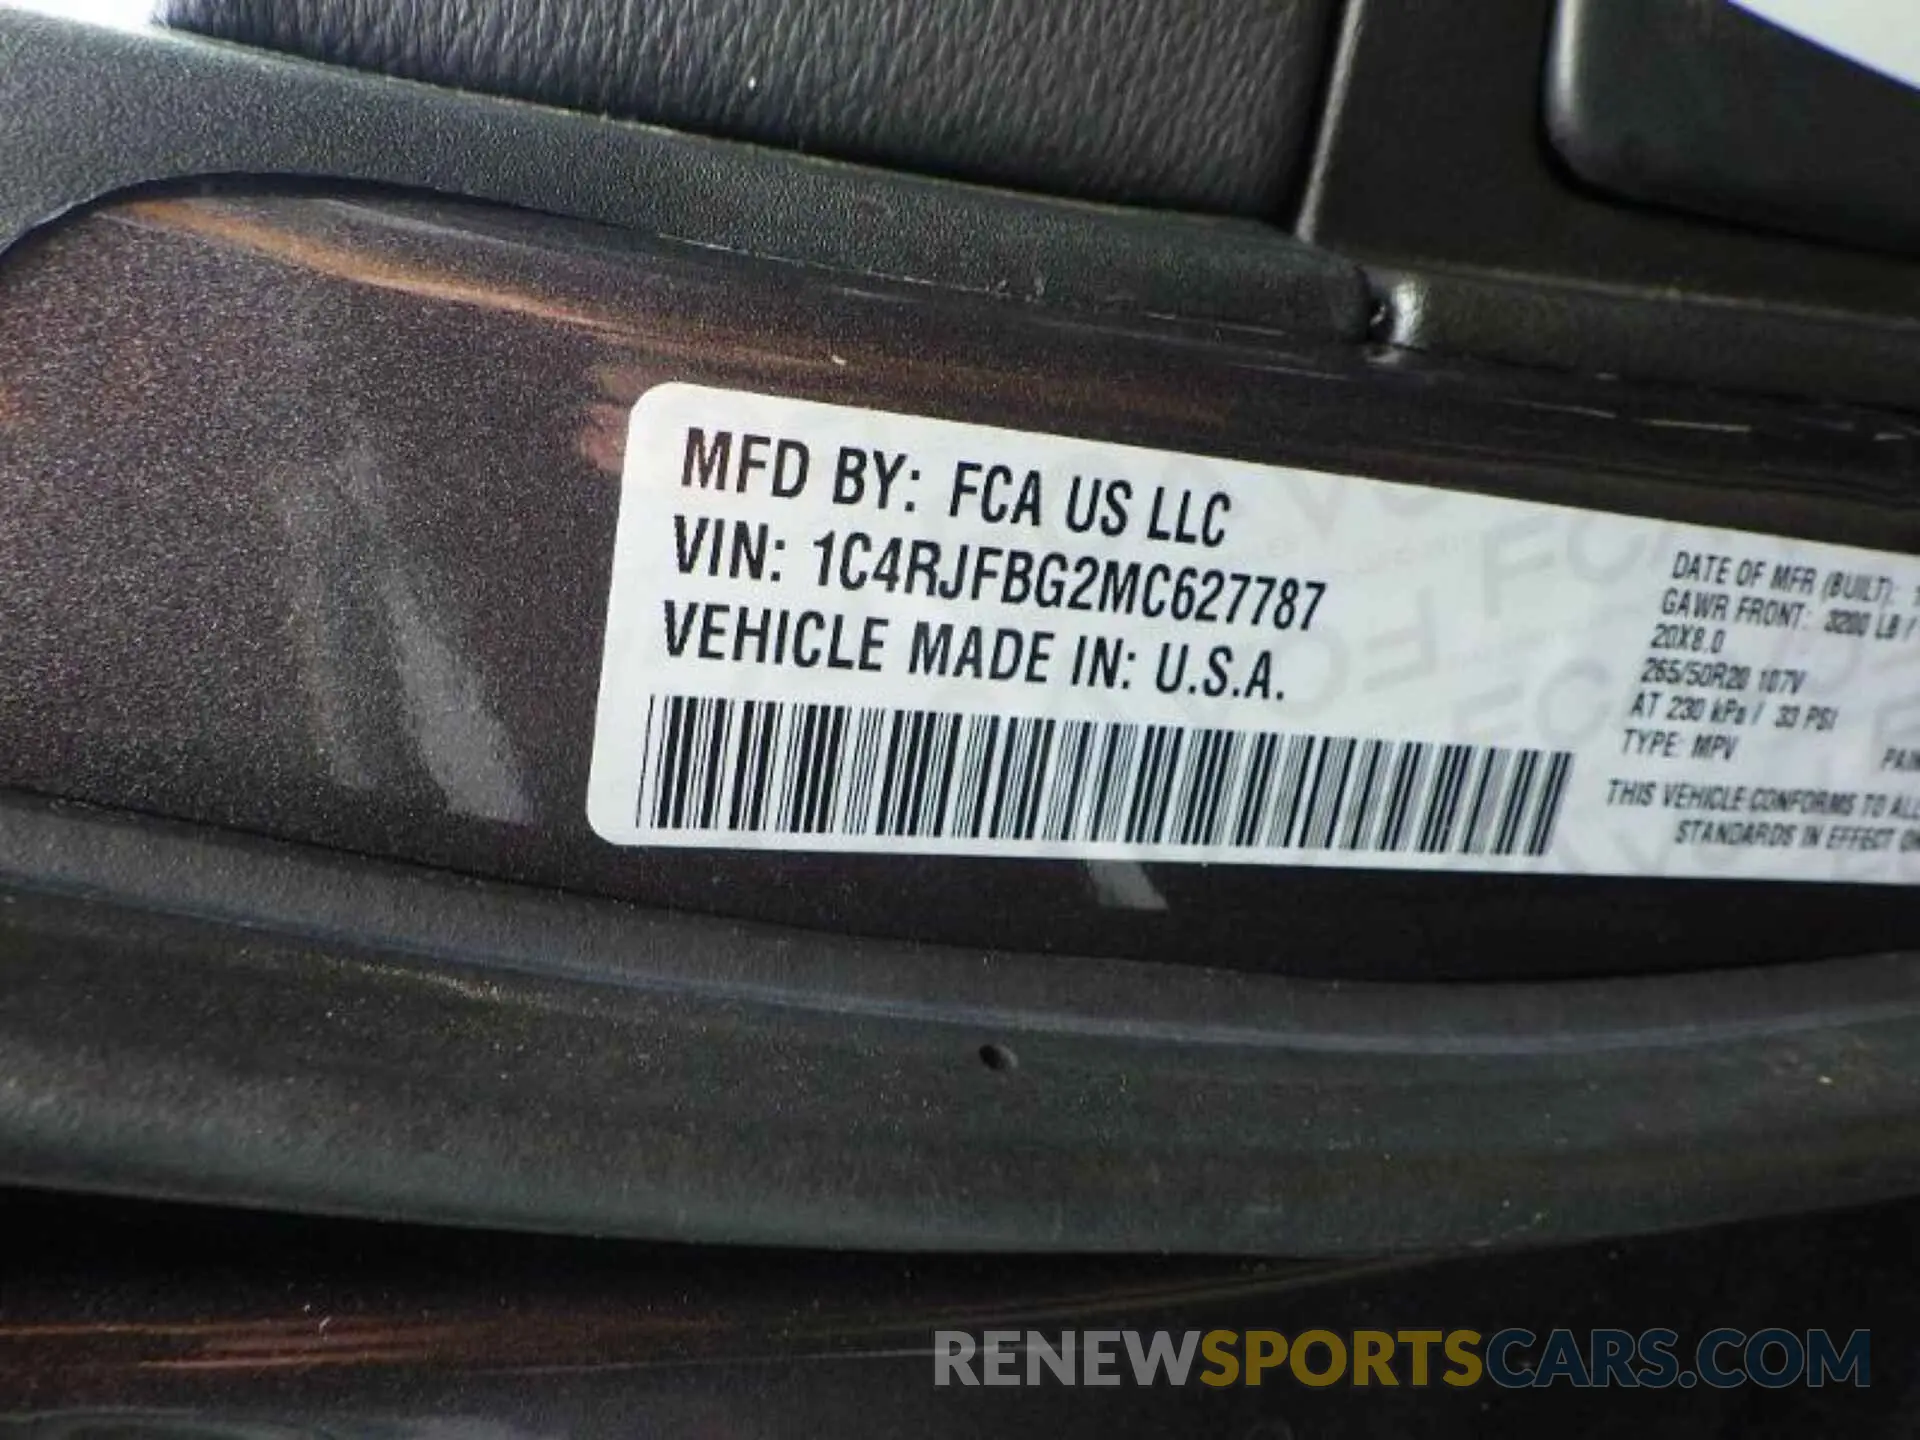 MFD BY: FCA US LLC
VIN: 1C4RJFBG2MC627787
VEHICLE MADE IN: U.S.A.
DATE OF MFR (BUILT): 1
GAWR FRONT: 3200 LB /
20X8.0
265/50R20 107V
AT 230 kPa / 33 PSI
TYPE: MPV
PAIN
THIS VEHICLE CONFORMS TO ALL
STANDARDS IN EFFECT ON
RENEWSPORTSCARS.COM